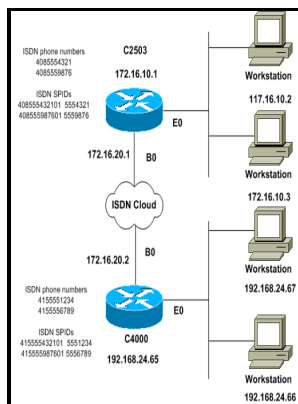 ISDN phone numbers
4085554321
4085559876
ISDN SPIDs
408555432101 5554321
408555987601 5559876
C2503
172.16.10.1
E0
172.16.20.1
B0
Workstation
117.16.10.2
Workstation
172.16.10.3
ISDN Cloud
172.16.20.2
B0
ISDN phone numbers
4155551234
4155556789
ISDN SPIDs
415555432101 5551234
415555987601 5556789
E0
C4000
192.168.24.65
Workstation
192.168.24.67
Workstation
192.168.24.66